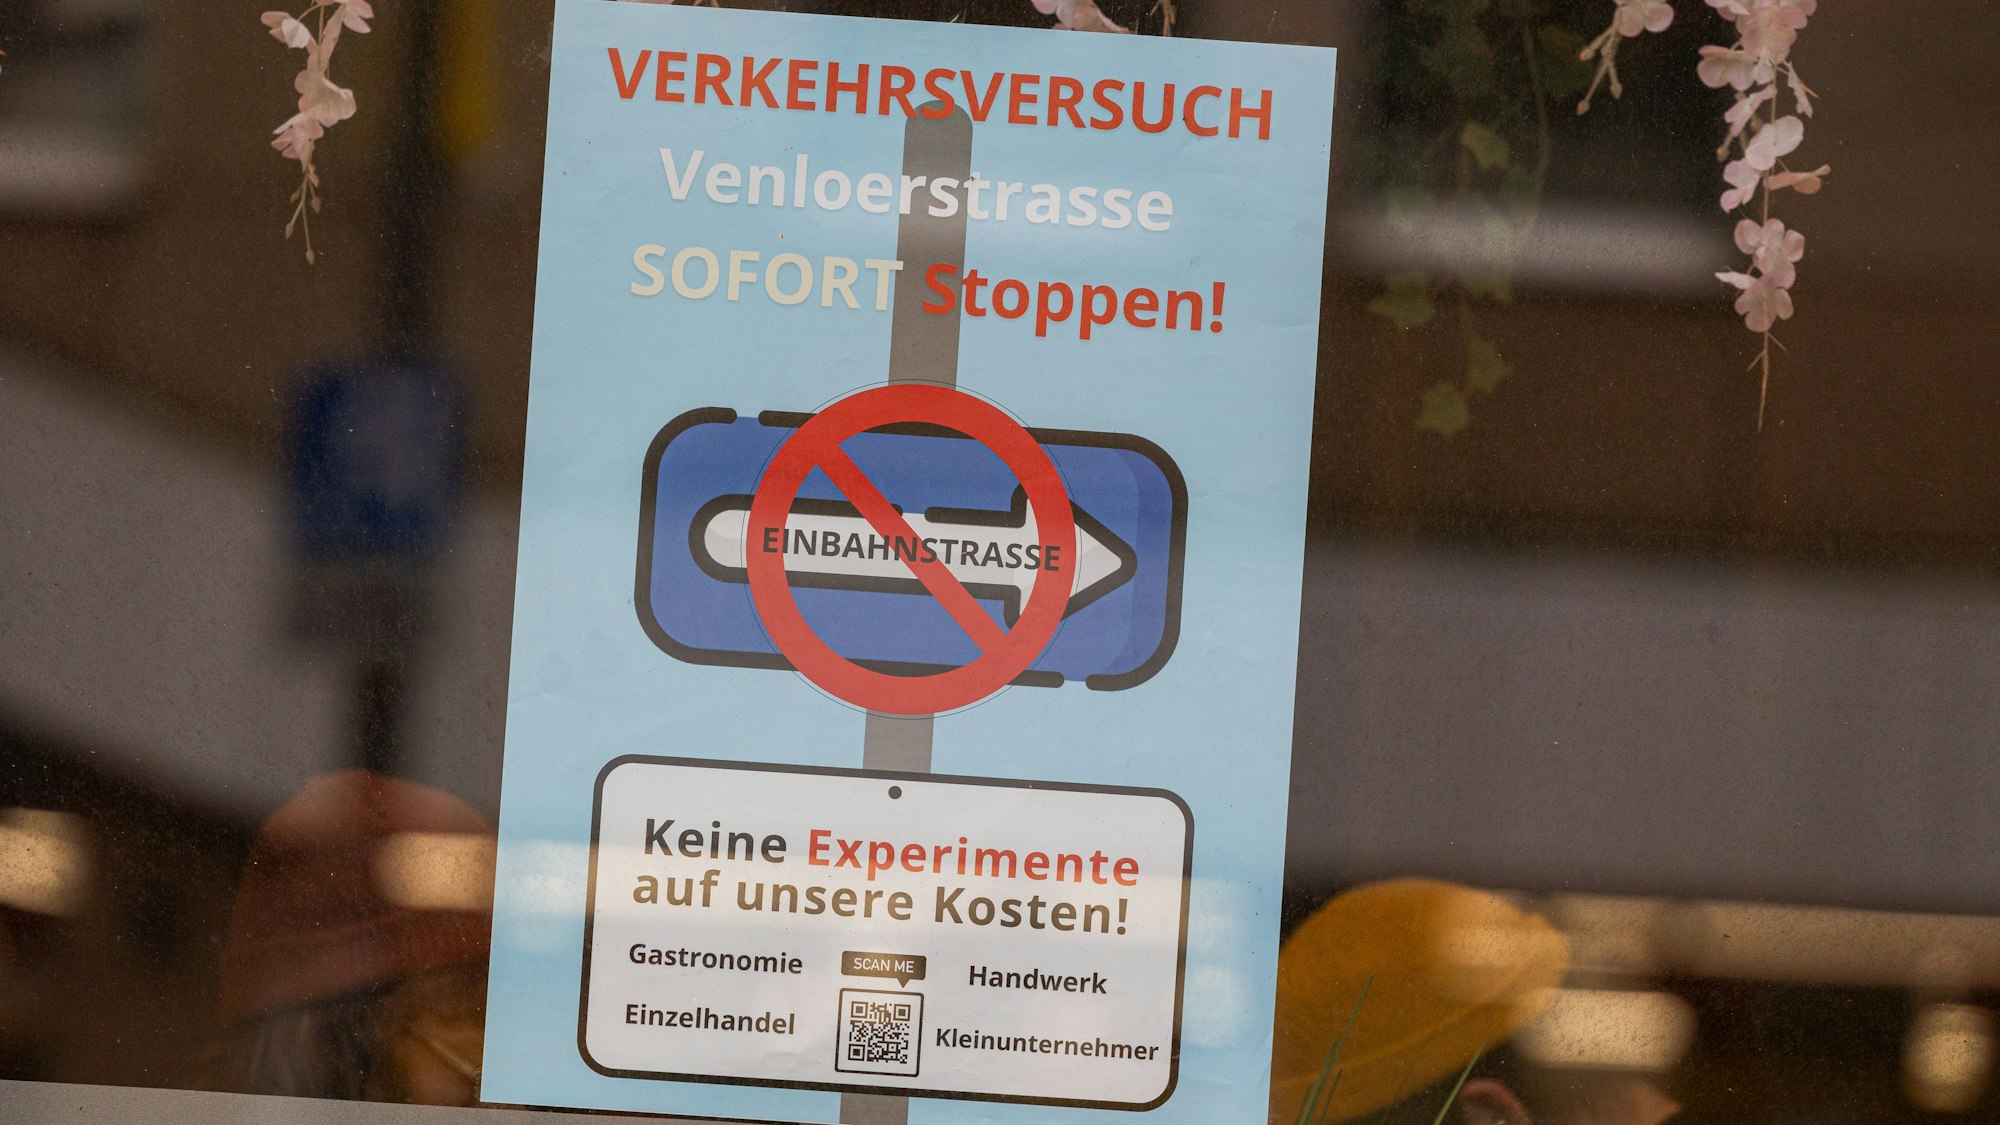 VERKEHRSVERSUCH
Venloerstrasse
SOFORT Stoppen!
EINBAHNSTRASSE
Keine Experimente
auf unsere Kosten!
Gastronomie
SCAN ME
Handwerk
Einzelhandel
Kleinunternehmer